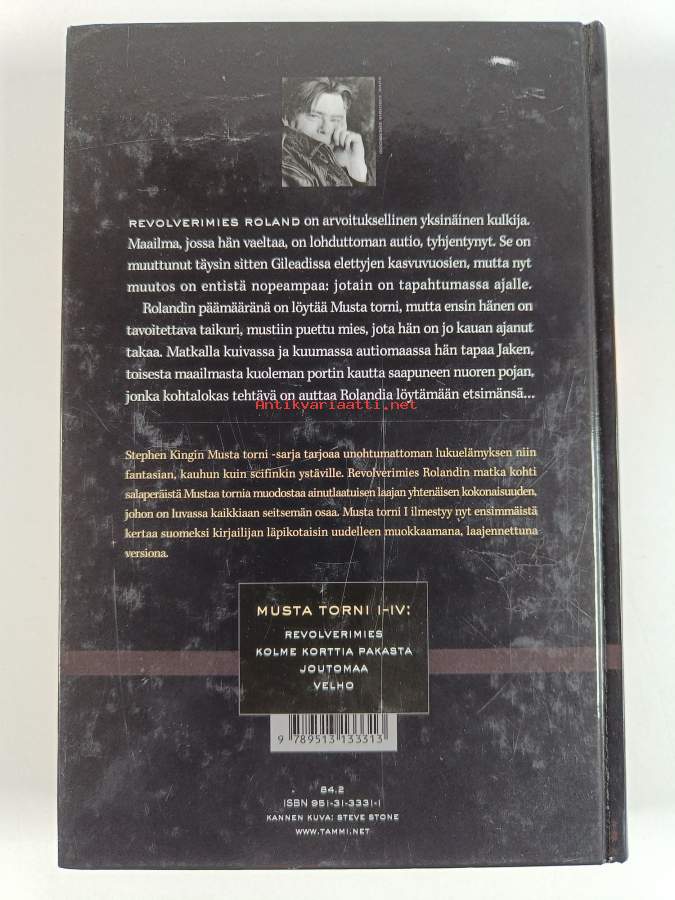 REVOLVERIMIES ROLAND on arvoituksellinen yksinäinen kulkija.
Maailma, jossa hän vaeltaa, on lohduttoman autio, tyhjentynyt. Se on
muuttunut täysin sitten Gileadissa elettyjen kasvuvuosien, mutta nyt
muutos on entistä nopeampaa: jotain on tapahtumassa ajalle.
Rolandin päämääränä on löytää Musta torni, mutta ensin hänen on
tavoitettava taikuri, mustiin puettu mies, jota hän on jo kauan ajanut
takaa. Matkalla kuivassa ja kuumassa autiomaassa hän tapaa Jaken,
toisesta maailmasta kuoleman portin kautta saapuneen nuoren pojan,
jonka kohtalokas tehtävä on auttaa Rolandia löytämään etsimänsä...
Antikvariaatti.net
Stephen Kingin Musta torni -sarja tarjoaa unohtumattoman lukuelämyksen niin
fantasian, kauhun kuin scifinkin ystäville. Revolverimies Rolandin matka kohti
salaperäistä Mustaa tornia muodostaa ainutlaatuisen laajan yhtenäisen kokonaisuuden,
johon on luvassa kaikkiaan seitsemän osaa. Musta torni I ilmestyy nyt ensimmäistä
kertaa suomeksi kirjailijan läpikotaisin uudelleen muokkaamana, laajennettuna
versiona.
MUSTA TORNI I–IV:
REVOLVERIMIES
KOLME KORTTIA PAKASTA
JOUTOMAA
VELHO
9 789513 133313
84.2
ISBN 951-31-3331-1
KANNEN KUVA: STEVE STONE
WWW.TAMMI.NET